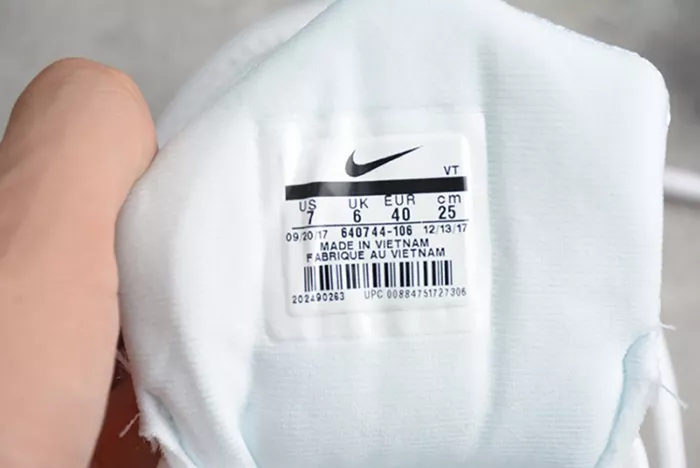 VT
US UK EUR cm
7 6 40 25
09/20/17 640744-106 12/13/17
MADE IN VIETNAM
FABRIQUE AU VIETNAM
202490263 UPC 00884751727306